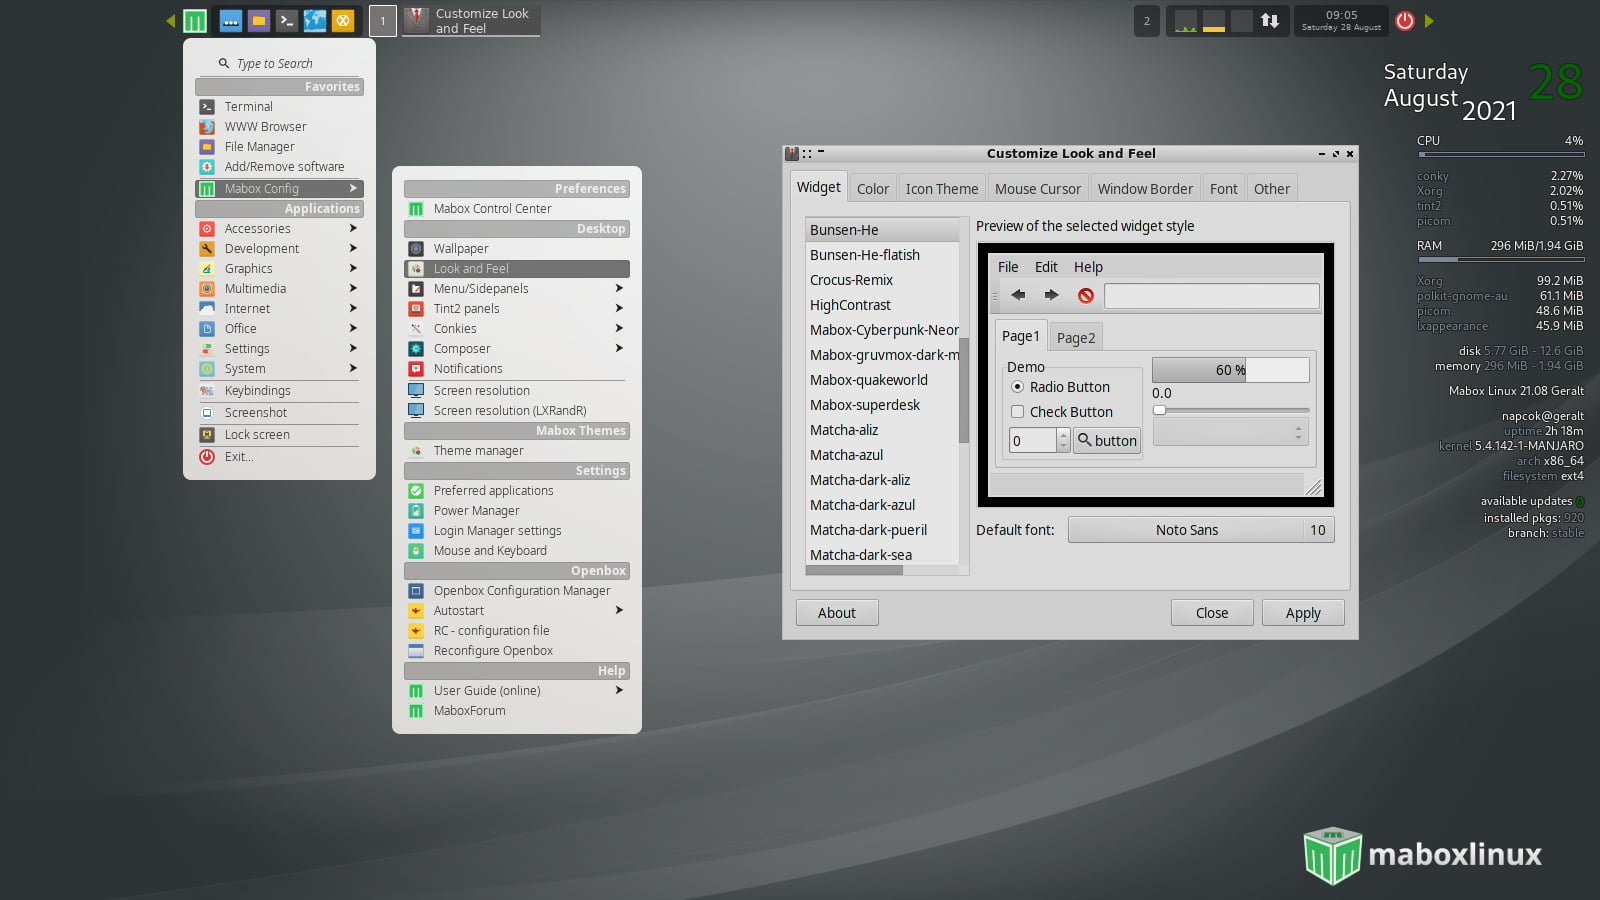 1
Customize Look
and Feel
2
09:05
Saturday 28 August
Type to Search
Favorites
Terminal
WWW Browser
File Manager
Add/Remove software
Mabox Config
Applications
Accessories
Development
Graphics
Multimedia
Internet
Office
Settings
System
Keybindings
Screenshot
Lock screen
Exit...
Preferences
Mabox Control Center
Desktop
Wallpaper
Look and Feel
Menu/Sidepanels
Tint2 panels
Conkies
Composer
Notifications
Screen resolution
Screen resolution (LXRandR)
Mabox Themes
Theme manager
Settings
Preferred applications
Power Manager
Login Manager settings
Mouse and Keyboard
Openbox
Openbox Configuration Manager
Autostart
RC - configuration file
Reconfigure Openbox
Help
User Guide (online)
MaboxForum
Customize Look and Feel
Widget Color Icon Theme Mouse Cursor Window Border Font Other
Bunsen-He
Bunsen-He-flatish
Crocus-Remix
HighContrast
Mabox-Cyberpunk-Neor
Mabox-gruvmox-dark-m
Mabox-quakeworld
Mabox-superdesk
Matcha-aliz
Matcha-azul
Matcha-dark-aliz
Matcha-dark-azul
Matcha-dark-pueril
Matcha-dark-sea
Preview of the selected widget style
File Edit Help
Page1 Page2
Demo
Radio Button
Check Button
0
button
60 %
0.0
Default font: Noto Sans 10
About Close Apply
Saturday 28
August 2021
CPU 4%
conky 2.27%
Xorg 2.02%
tint2 0.51%
picom 0.51%
RAM 296 MiB/1.94 GiB
Xorg 99.2 MiB
polkit-gnome-au 61.1 MiB
picom 48.6 MiB
lxappearance 45.9 MiB
disk 5.77 GiB - 12.6 GiB
memory 296 MiB - 1.94 GiB
Mabox Linux 21.08 Geralt
napcok@geralt
uptime 2h 18m
kernel 5.4.142-1-MANJARO
arch x86_64
filesystem ext4
available updates 0
installed pkgs: 920
branch: stable
maboxlinux